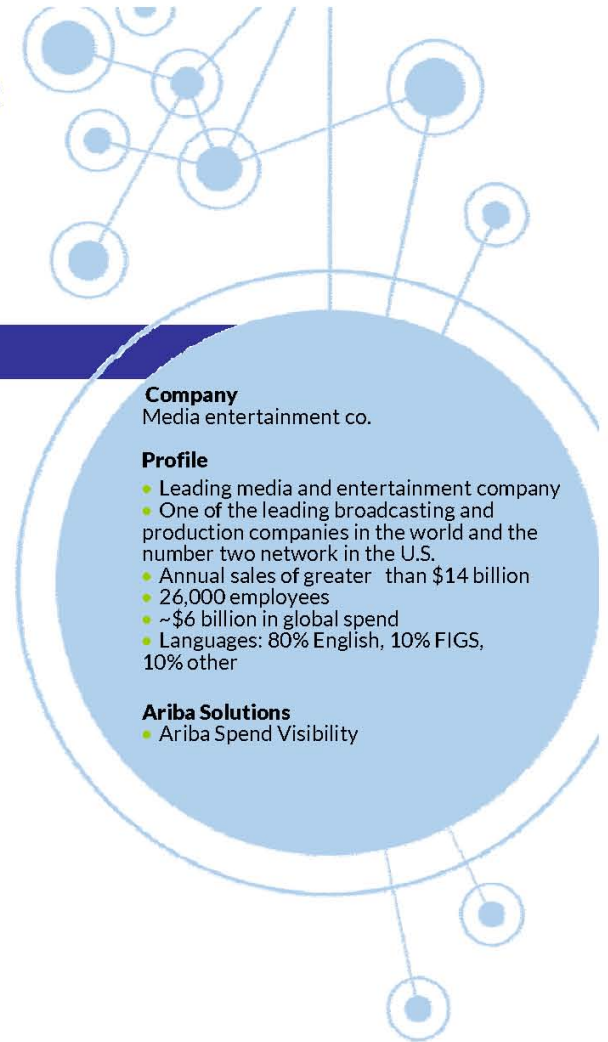 Company
Media entertainment co.
Profile
• Leading media and entertainment company
• One of the leading broadcasting and
production companies in the world and the
number two network in the U.S.
• Annual sales of greater than $14 billion
• 26,000 employees
• ~$6 billion in global spend
• Languages: 80% English, 10% FIGS,
10% other
Ariba Solutions
• Ariba Spend Visibility